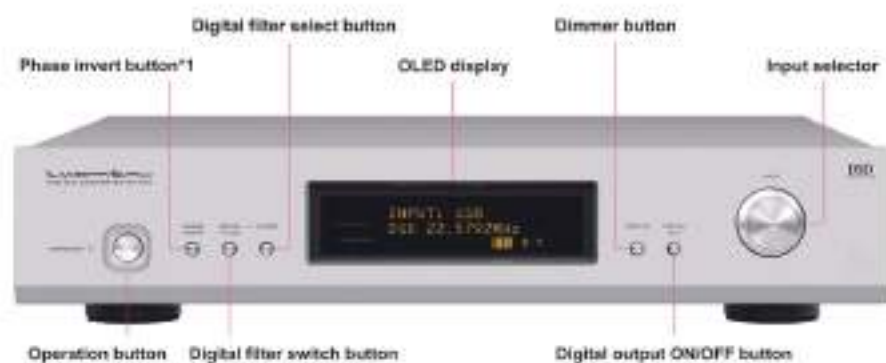 Digital filter select button
Dimmer button
Phase invert button*1
OLED display
Input selector
DSD
INPUT: USB
DSD 22.5792MHz
Operation button
Digital filter switch button
Digital output ON/OFF button